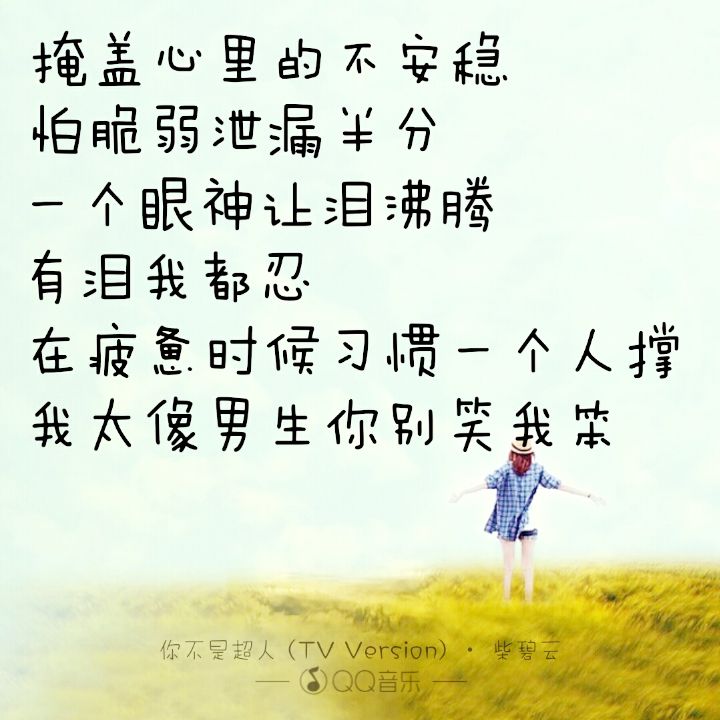 掩盖心里的不安稳
怕脆弱泄漏半分
一个眼神让泪沸腾
有泪我都忍
在疲惫时候习惯一个人撑
我太像男生你别笑我笨
你不是超人 (TV Version) · 柴碧云
QQ音乐